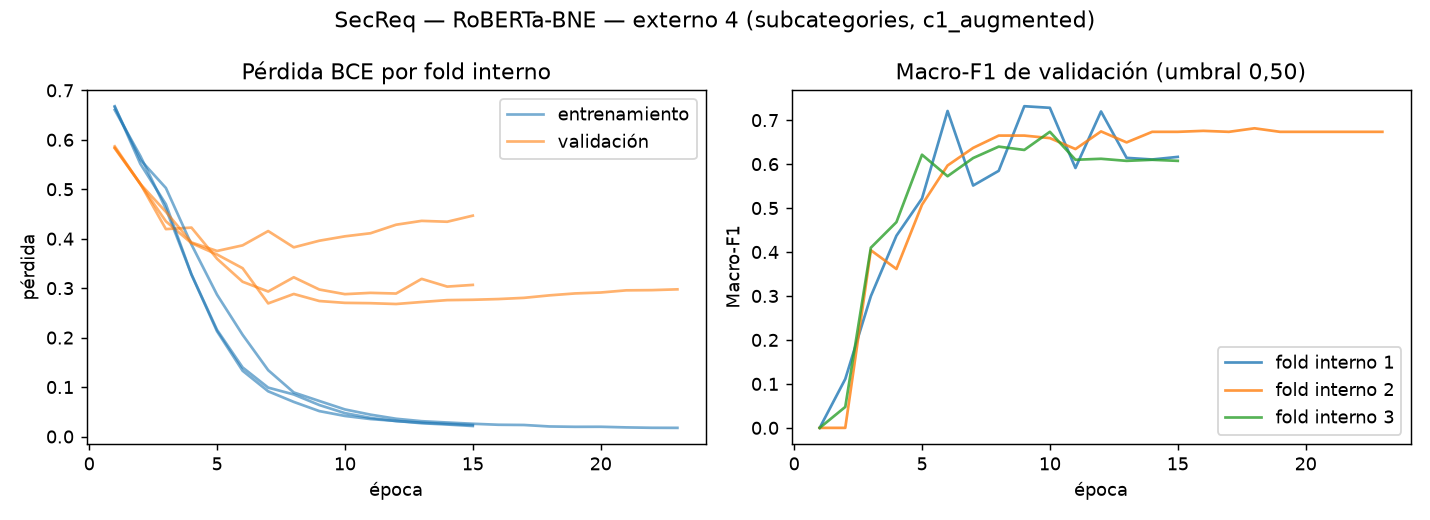 SecReq — RoBERTa-BNE — externo 4 (subcategories, c1_augmented)
Pérdida BCE por fold interno
0.7
0.6
0.5
0.4
0.3
0.2
0.1
0.0
pérdida
0
5
10
15
20
época
entrenamiento
validación
Macro-F1 de validación (umbral 0,50)
0.7
0.6
0.5
0.4
0.3
0.2
0.1
0.0
Macro-F1
0
5
10
15
20
época
fold interno 1
fold interno 2
fold interno 3